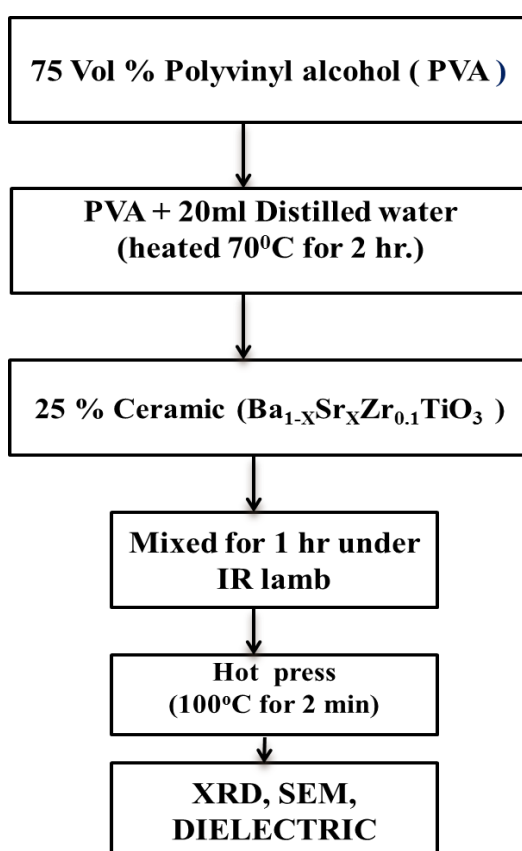 75 Vol % Polyvinyl alcohol ( PVA )
PVA + 20ml Distilled water
(heated 70⁰C for 2 hr.)
25 % Ceramic (Ba₁₋ₓSrₓZr₀.₁TiO₃ )
Mixed for 1 hr under
IR lamb
Hot press
(100ᵒC for 2 min)
XRD, SEM,
DIELECTRIC